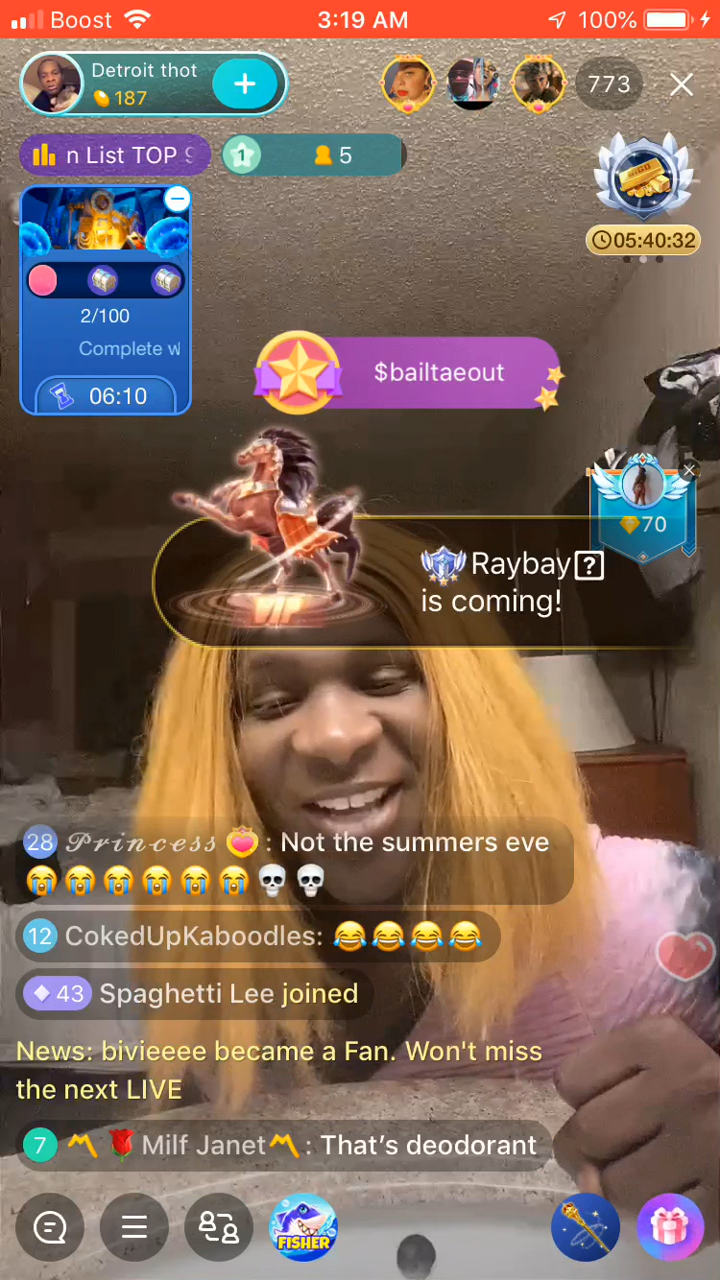 Boost 3:19 AM 100%
Detroit thot
187
773
n List TOP 9
1 5
05:40:32
2/100
Complete w
06:10
$bailtaeout
70
VIP
Raybay
is coming!
28 𝒫𝓇𝒾𝓃𝒸ℯ𝓈𝓈 : Not the summers eve
😭😭😭😭😭😭💀💀
12 CokedUpKaboodles: 😂😂😂😂
43 Spaghetti Lee joined
News: bivieeee became a Fan. Won't miss
the next LIVE
7 〽️🌹Milf Janet〽️: That’s deodorant
FISHER